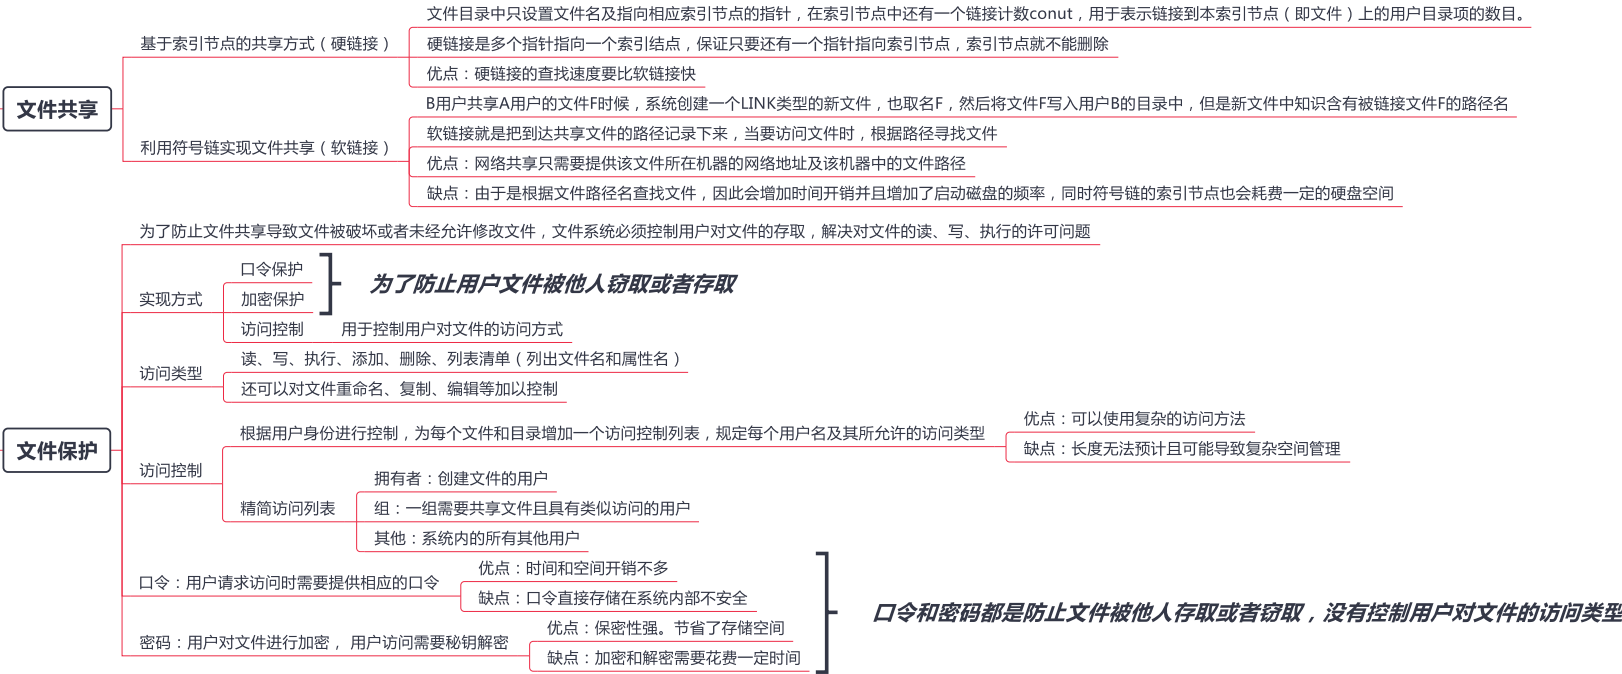 文件共享
基于索引节点的共享方式（硬链接）
文件目录中只设置文件名及指向相应索引节点的指针，在索引节点中还有一个链接计数conut，用于表示链接到本索引节点（即文件）上的用户目录项的数目。
硬链接是多个指针指向一个索引结点，保证只要还有一个指针指向索引节点，索引节点就不能删除
优点：硬链接的查找速度要比软链接快
利用符号链实现文件共享（软链接）
B用户共享A用户的文件F时候，系统创建一个LINK类型的新文件，也取名F，然后将文件F写入用户B的目录中，但是新文件中知识含有被链接文件F的路径名
软链接就是把到达共享文件的路径记录下来，当要访问文件时，根据路径寻找文件
优点：网络共享只需要提供该文件所在机器的网络地址及该机器中的文件路径
缺点：由于是根据文件路径名查找文件，因此会增加时间开销并且增加了启动磁盘的频率，同时符号链的索引节点也会耗费一定的硬盘空间
文件保护
为了防止文件共享导致文件被破坏或者未经允许修改文件，文件系统必须控制用户对文件的存取，解决对文件的读、写、执行的许可问题
实现方式
口令保护
加密保护
为了防止用户文件被他人窃取或者存取
访问控制
用于控制用户对文件的访问方式
访问类型
读、写、执行、添加、删除、列表清单（列出文件名和属性名）
还可以对文件重命名、复制、编辑等加以控制
访问控制
根据用户身份进行控制，为每个文件和目录增加一个访问控制列表，规定每个用户名及其所允许的访问类型
优点：可以使用复杂的访问方法
缺点：长度无法预计且可能导致复杂空间管理
精简访问列表
拥有者：创建文件的用户
组：一组需要共享文件且具有类似访问的用户
其他：系统内的所有其他用户
口令：用户请求访问时需要提供相应的口令
优点：时间和空间开销不多
缺点：口令直接存储在系统内部不安全
密码：用户对文件进行加密，用户访问需要秘钥解密
优点：保密性强。节省了存储空间
缺点：加密和解密需要花费一定时间
口令和密码都是防止文件被他人存取或者窃取，没有控制用户对文件的访问类型